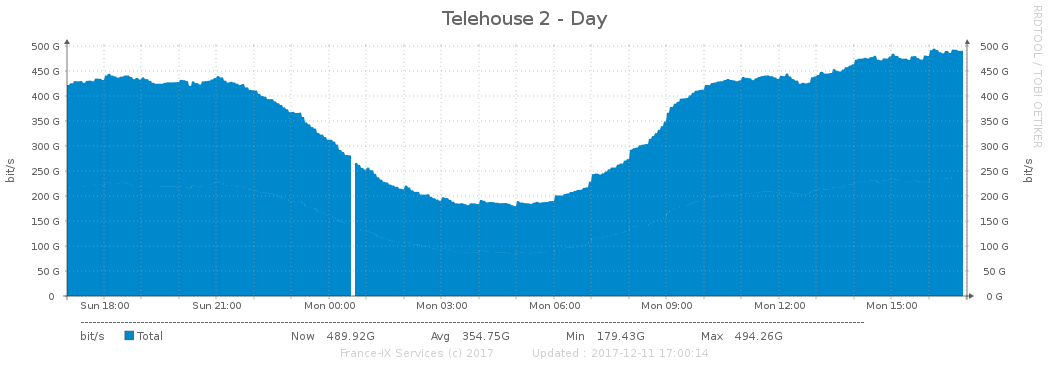 Telehouse 2 - Day
RRDTOOL / TOBI OETIKER
bit/s
500 G 500 G
450 G 450 G
400 G 400 G
350 G 350 G
300 G 300 G
250 G 250 G
200 G 200 G
150 G 150 G
100 G 100 G
50 G 50 G
0 0 G
bit/s
Sun 18:00 Sun 21:00 Mon 00:00 Mon 03:00 Mon 06:00 Mon 09:00 Mon 12:00 Mon 15:00
bit/s Total Now 489.92G Avg 354.75G Min 179.43G Max 494.26G
France-IX Services (c) 2017 Updated : 2017-12-11 17:00:14